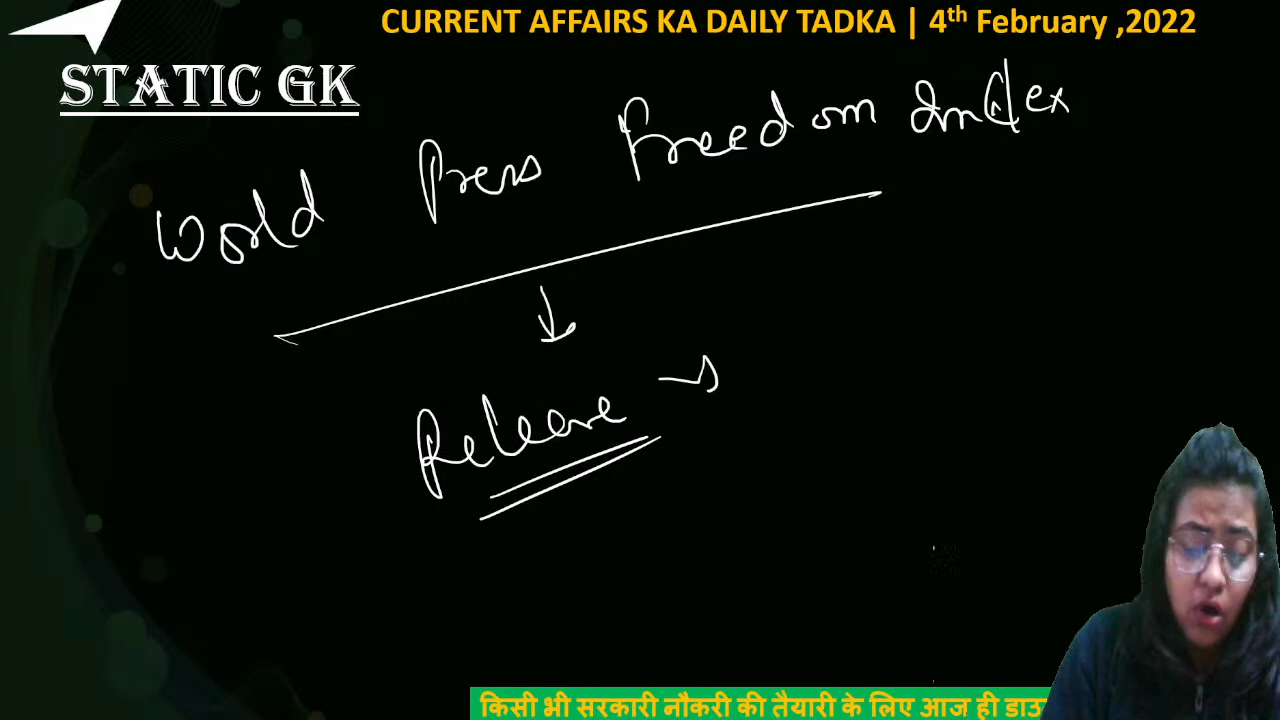 CURRENT AFFAIRS KA DAILY TADKA | 4th February ,2022
STATIC GK
World Press Freedom Index
Release
किसी भी सरकारी नौकरी की तैयारी के लिए आज ही डाउ